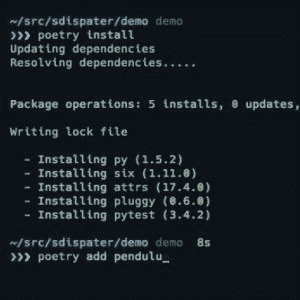 ~/src/sdispater/demo demo
❯❯❯ poetry install
Updating dependencies
Resolving dependencies.....
Package operations: 5 installs, 0 updates,
Writing lock file
- Installing py (1.5.2)
- Installing six (1.11.0)
- Installing attrs (17.4.0)
- Installing pluggy (0.6.0)
- Installing pytest (3.4.2)
~/src/sdispater/demo demo 8s
❯❯❯ poetry add pendulu_